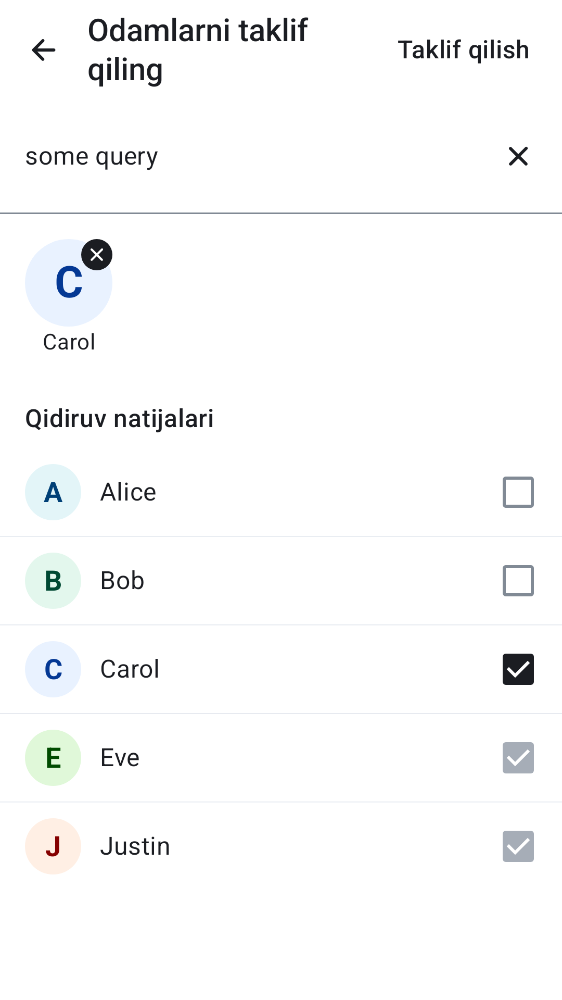 Odamlarni taklif
qiling
Taklif qilish
some query
C
Carol
Qidiruv natijalari
A Alice
B Bob
C Carol
E Eve
J Justin